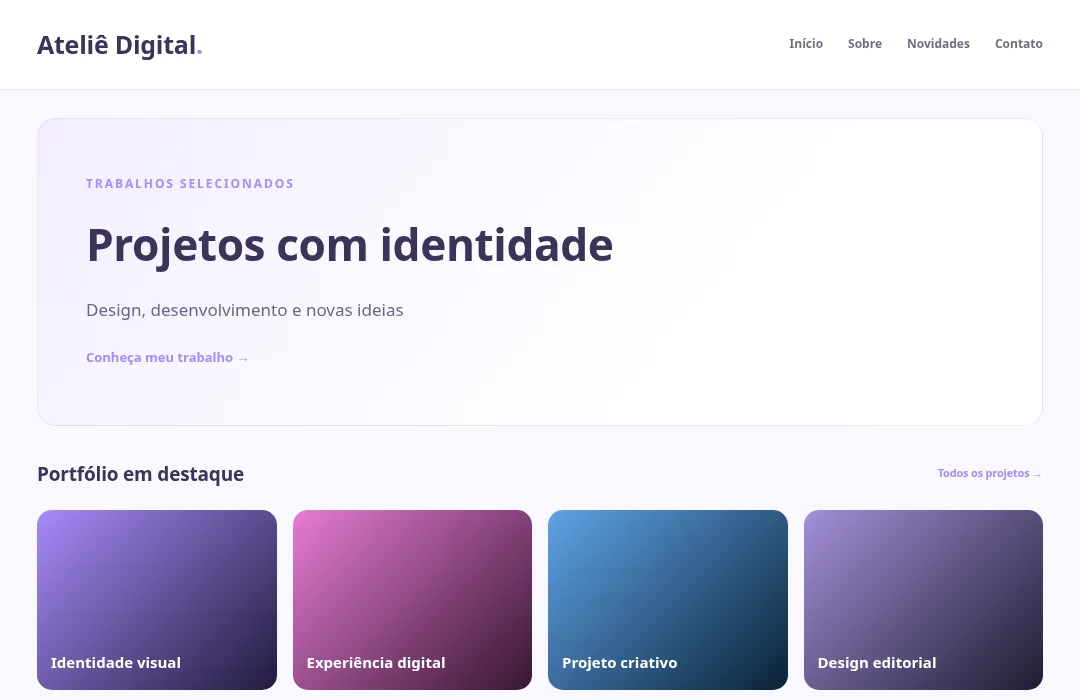 Ateliê Digital.
Início Sobre Novidades Contato
TRABALHOS SELECIONADOS
Projetos com identidade
Design, desenvolvimento e novas ideias
Conheça meu trabalho →
Portfólio em destaque
Todos os projetos →
Identidade visual
Experiência digital
Projeto criativo
Design editorial